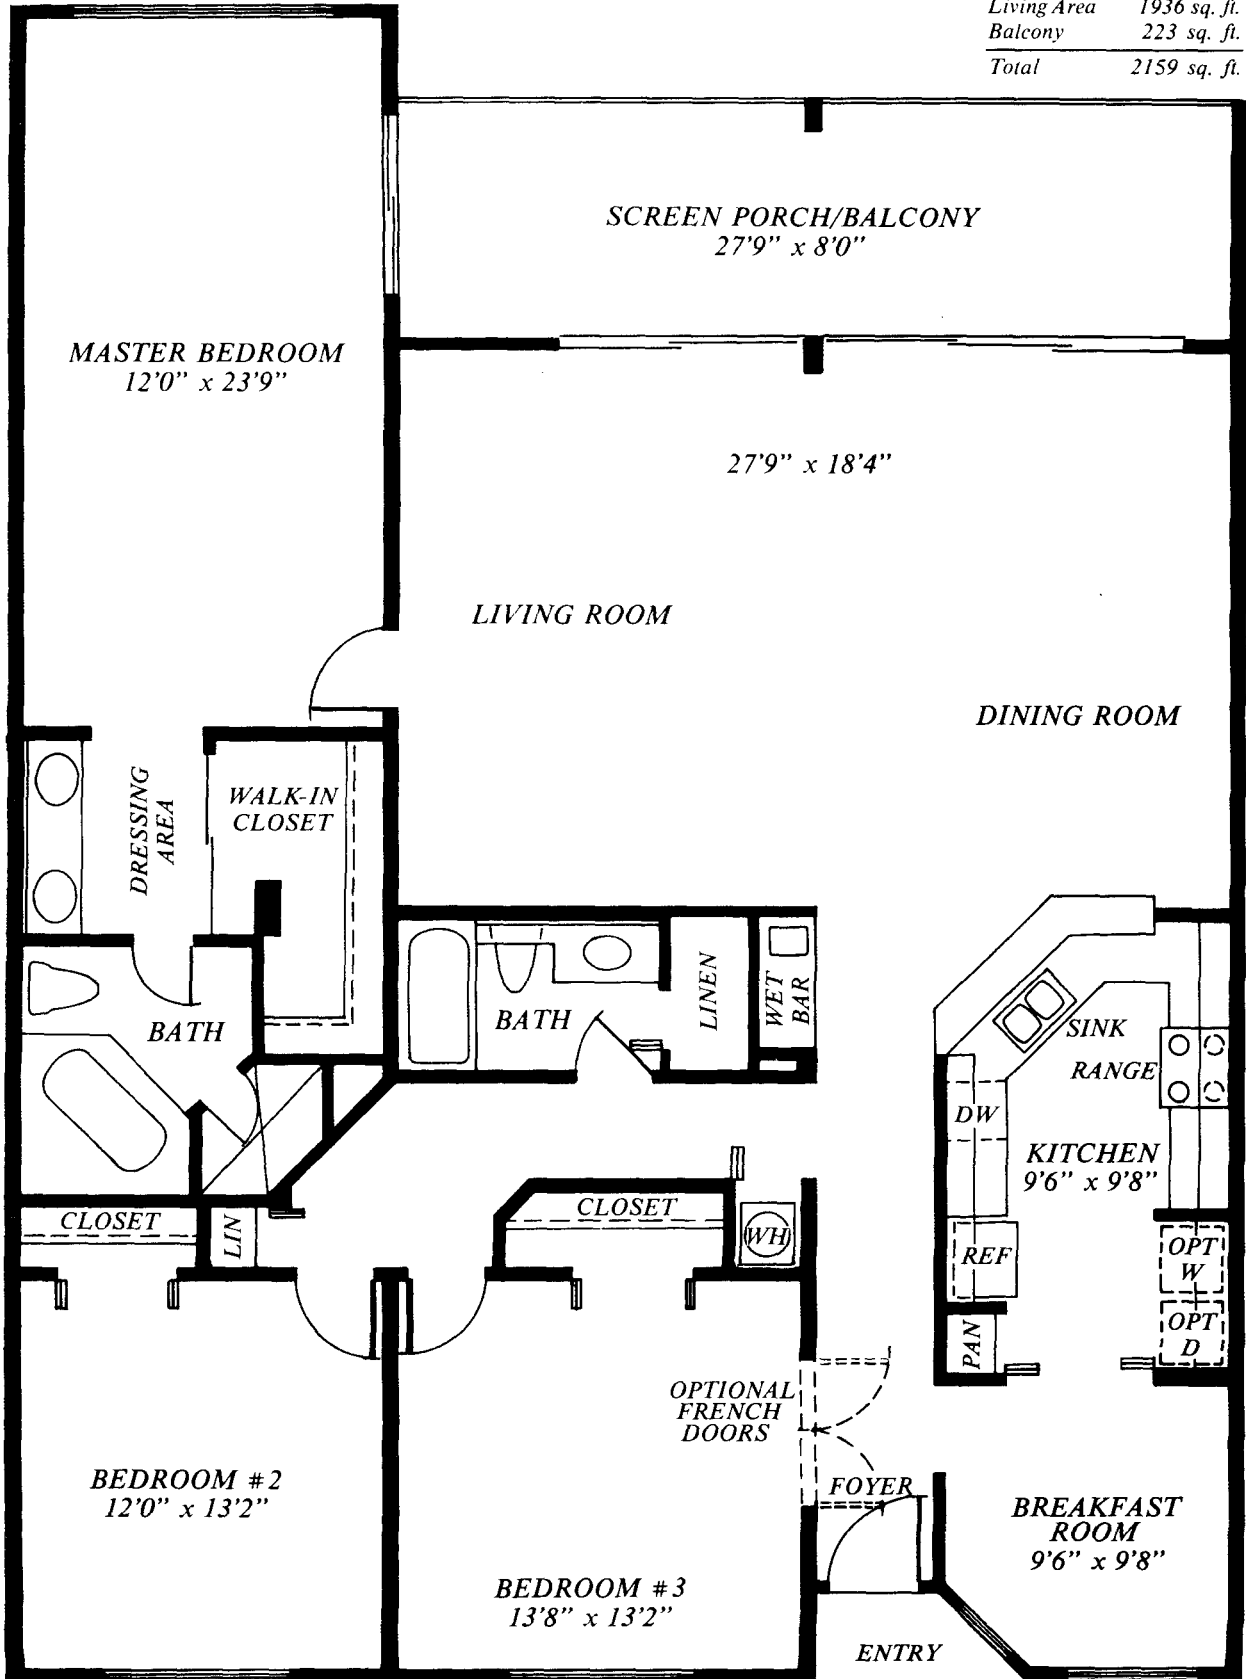 Living Area 1936 sq. ft.
Balcony 223 sq. ft.
Total 2159 sq. ft.
SCREEN PORCH/BALCONY
27'9" x 8'0"
MASTER BEDROOM
12'0" x 23'9"
27'9" x 18'4"
LIVING ROOM
DINING ROOM
DRESSING
AREA
WALK-IN
CLOSET
BATH
BATH
LINEN
WET
BAR
SINK
RANGE
DW
KITCHEN
9'6" x 9'8"
CLOSET
LIN
CLOSET
WH
REF
OPT
W
OPT
D
PAN
OPTIONAL
FRENCH
DOORS
FOYER
BEDROOM #2
12'0" x 13'2"
BEDROOM #3
13'8" x 13'2"
BREAKFAST
ROOM
9'6" x 9'8"
ENTRY